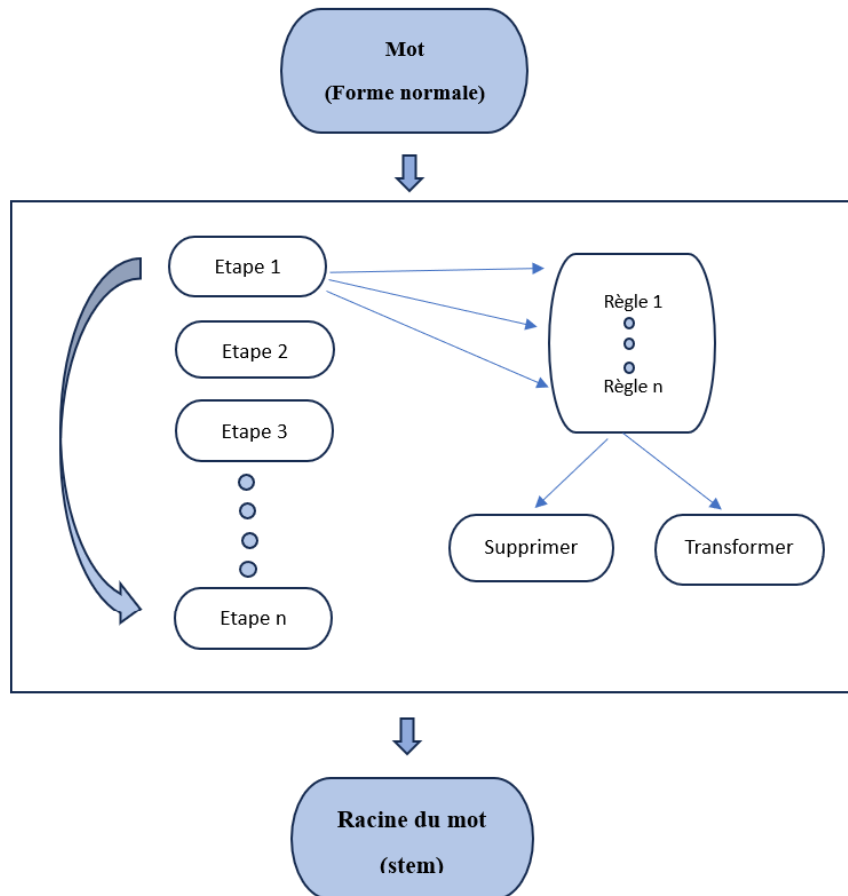 Mot
(Forme normale)
Etape 1
Etape 2
Etape 3
Etape n
Règle 1
Règle n
Supprimer
Transformer
Racine du mot
(stem)